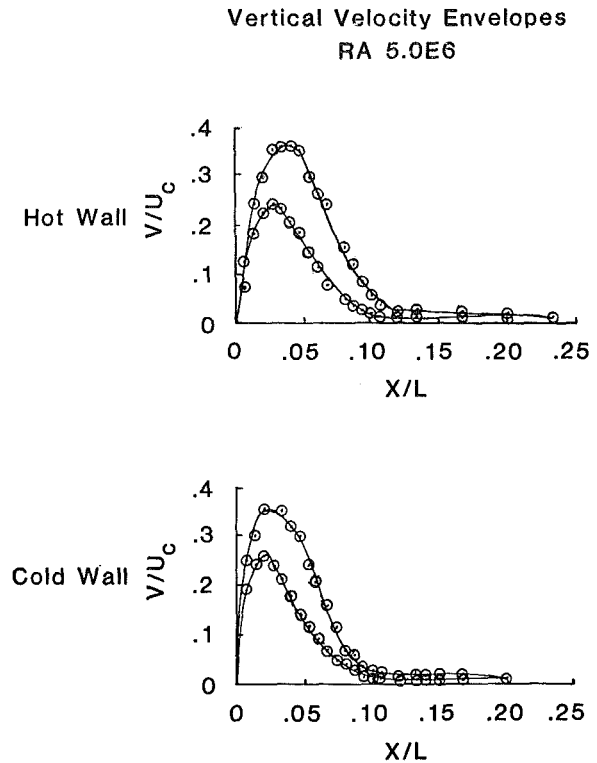 Vertical Velocity Envelopes
RA 5.0E6
.4
.3
.2
.1
0
Hot Wall
V/U_C
0
.05
.10
.15
.20
.25
X/L
.4
.3
.2
.1
0
Cold Wall
V/U_C
0
.05
.10
.15
.20
.25
X/L